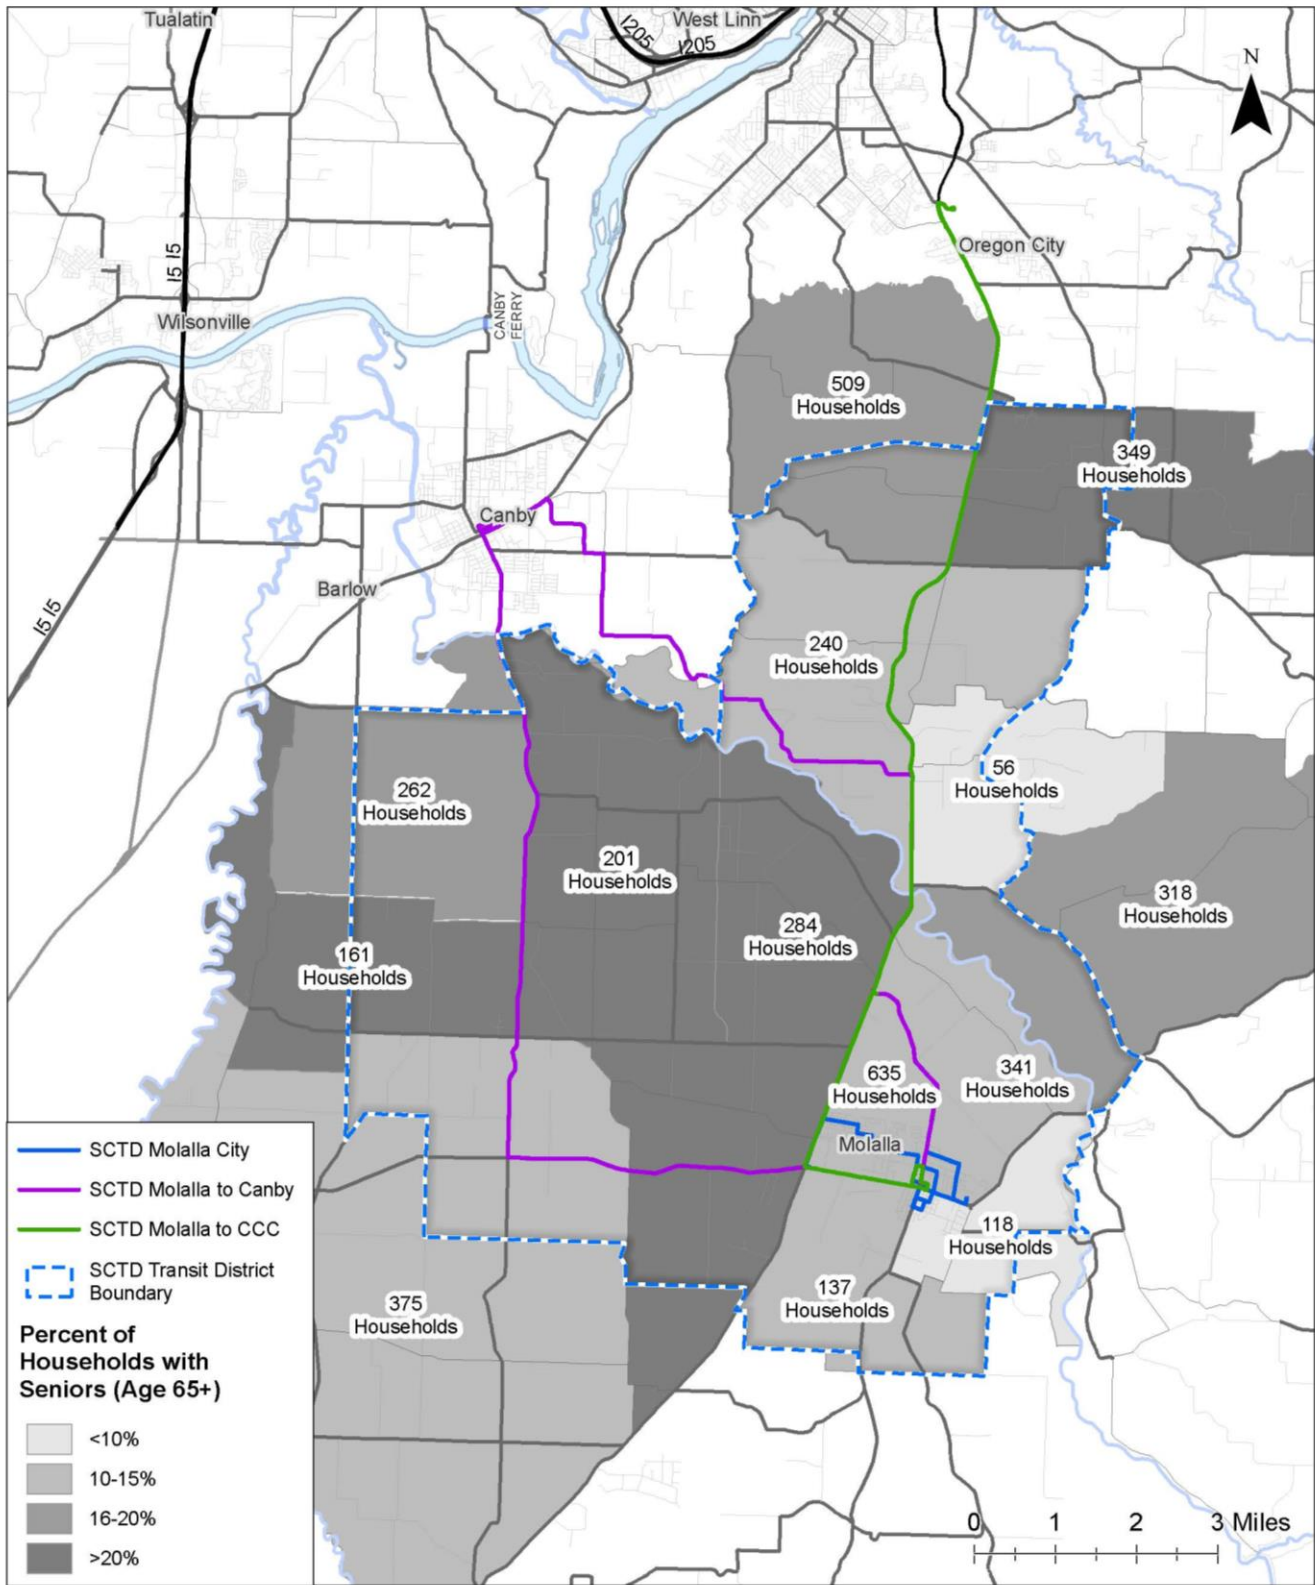 Tualatin
West Linn
I205
I205
N
I5 I5
Oregon City
CANBY
FERRY
Wilsonville
509
Households
349
Households
Canby
Barlow
I5 I5
240
Households
56
Households
262
Households
201
Households
318
Households
284
Households
161
Households
635
Households
341
Households
Molalla
118
Households
137
Households
375
Households
SCTD Molalla City
SCTD Molalla to Canby
SCTD Molalla to CCC
SCTD Transit District
Boundary
Percent of
Households with
Seniors (Age 65+)
<10%
10-15%
16-20%
>20%
0 1 2 3 Miles